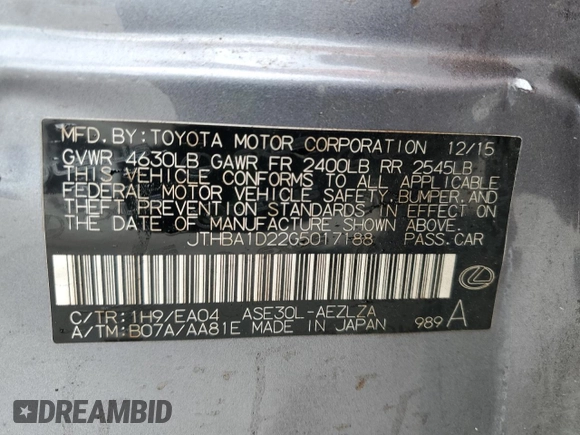 MFD. BY: TOYOTA MOTOR CORPORATION 12/15
GVWR 4630LB GAWR FR 2400LB RR 2545LB
THIS VEHICLE CONFORMS TO ALL APPLICABLE
FEDERAL MOTOR VEHICLE SAFETY, BUMPER, AND
THEFT PREVENTION STANDARDS IN EFFECT ON
THE DATE OF MANUFACTURE SHOWN ABOVE.
JTHBA1D22G5017188 PASS. CAR
C/TR: 1H9/EA04 ASE30L-AEZLZA
A/TM: B07A/AA81E MADE IN JAPAN 989 A
DREAMBID